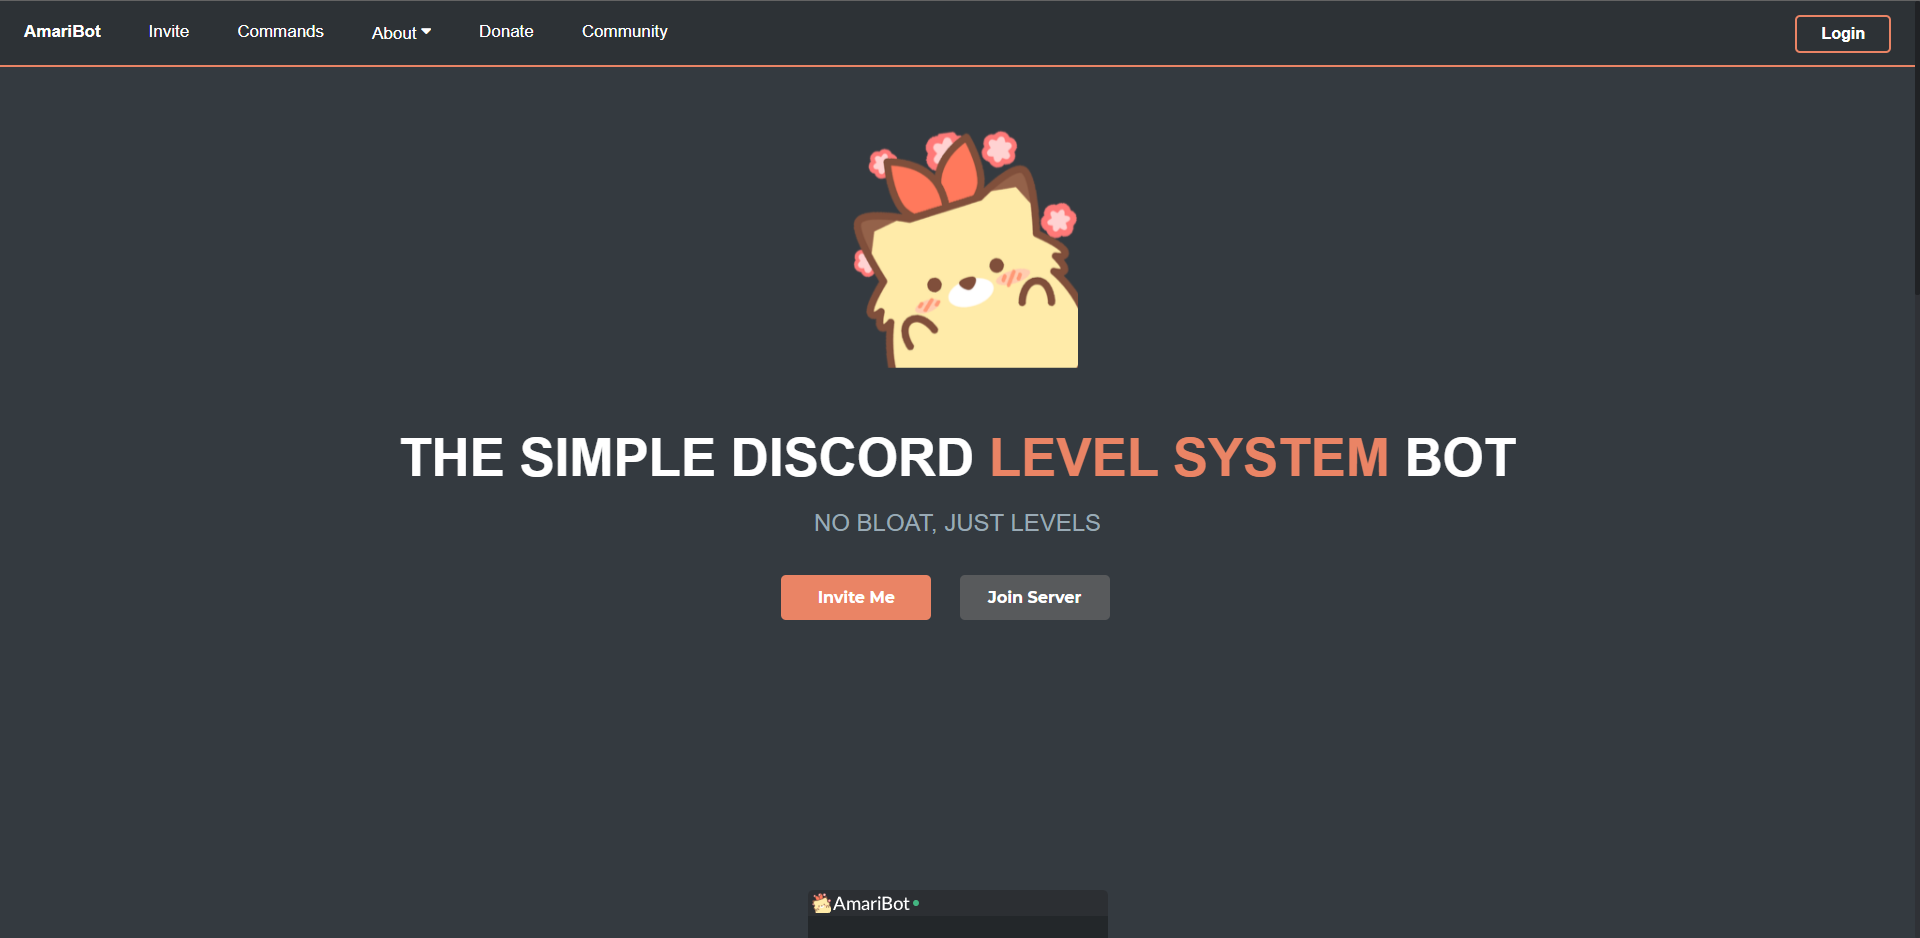 AmariBot Invite Commands About Donate Community Login
THE SIMPLE DISCORD LEVEL SYSTEM BOT
NO BLOAT, JUST LEVELS
Invite Me Join Server
AmariBot